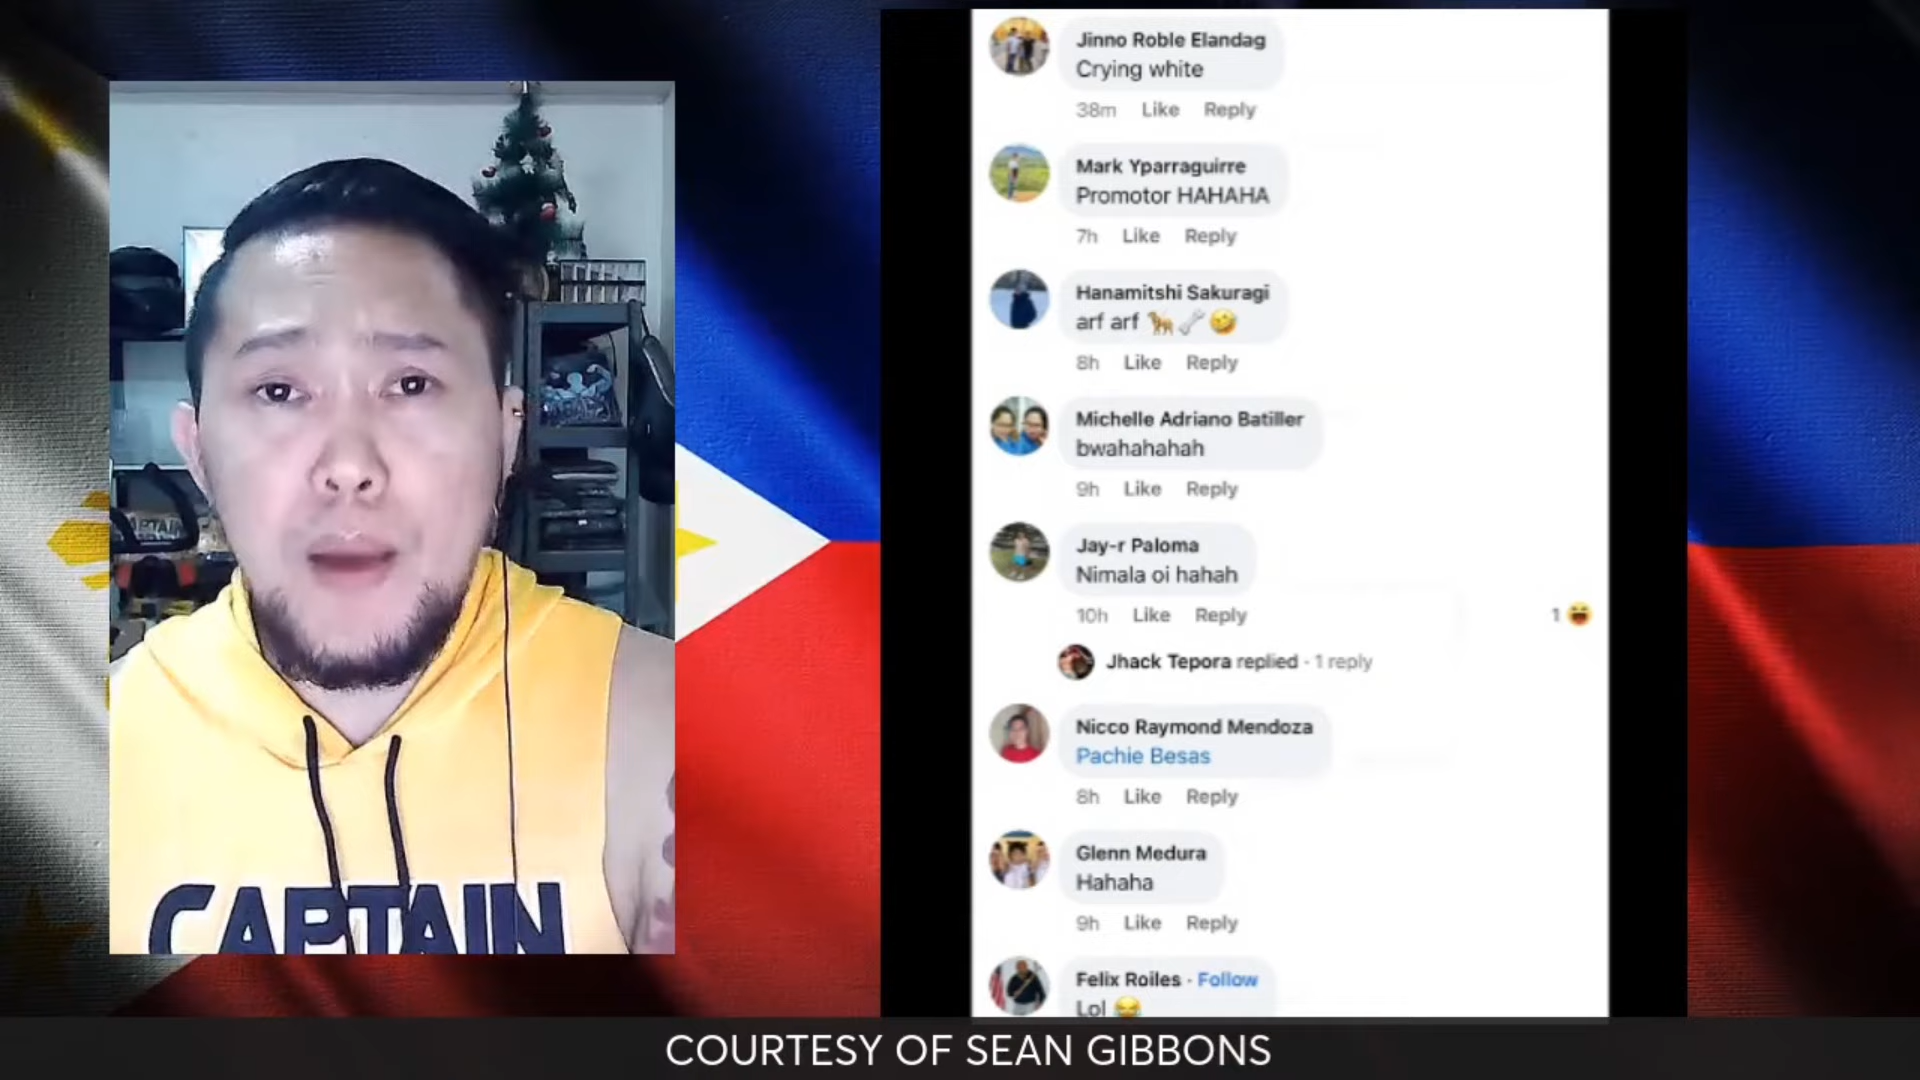 Jinno Roble Elandag
Crying white
38m Like Reply
Mark Yparraguirre
Promotor HAHAHA
7h Like Reply
Hanamitshi Sakuragi
arf arf 🐕🦴🤣
8h Like Reply
Michelle Adriano Batiller
bwahahahah
9h Like Reply
Jay-r Paloma
Nimala oi hahah
10h Like Reply
1 😆
Jhack Tepora replied · 1 reply
Nicco Raymond Mendoza
Pachie Besas
8h Like Reply
Glenn Medura
Hahaha
9h Like Reply
Felix Roiles · Follow
Lol 😂
CAPTAIN
CAPTAIN
COURTESY OF SEAN GIBBONS